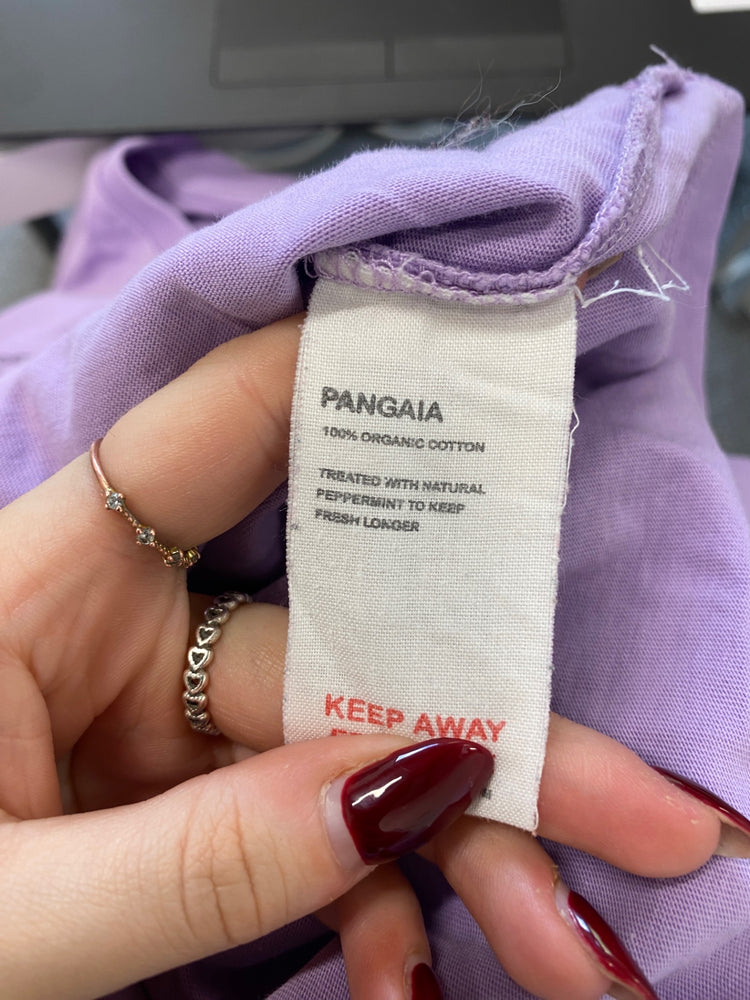 PANGAIA
100% ORGANIC COTTON
TREATED WITH NATURAL
PEPPERMINT TO KEEP
FRESH LONGER
KEEP AWAY